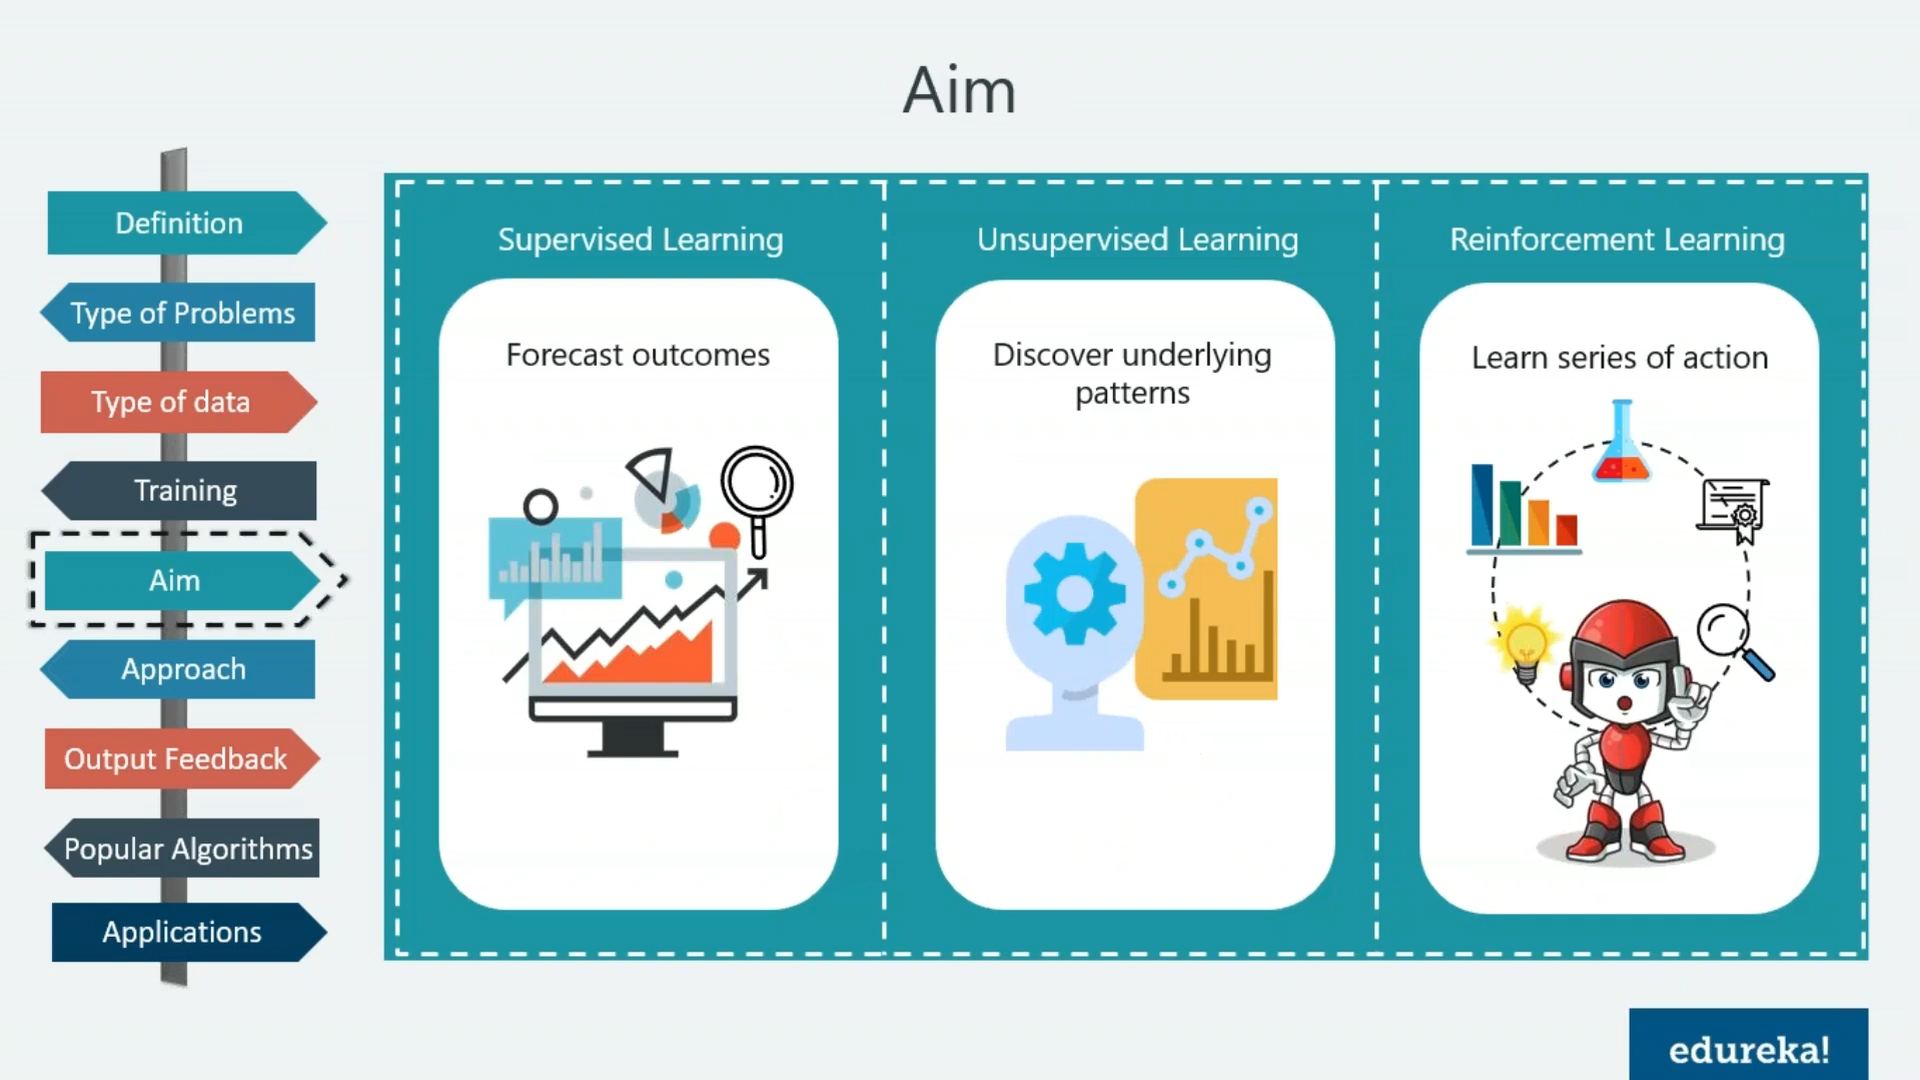 Aim
Definition
Type of Problems
Type of data
Training
Aim
Approach
Output Feedback
Popular Algorithms
Applications
Supervised Learning
Forecast outcomes
Unsupervised Learning
Discover underlying
patterns
Reinforcement Learning
Learn series of action
edureka!